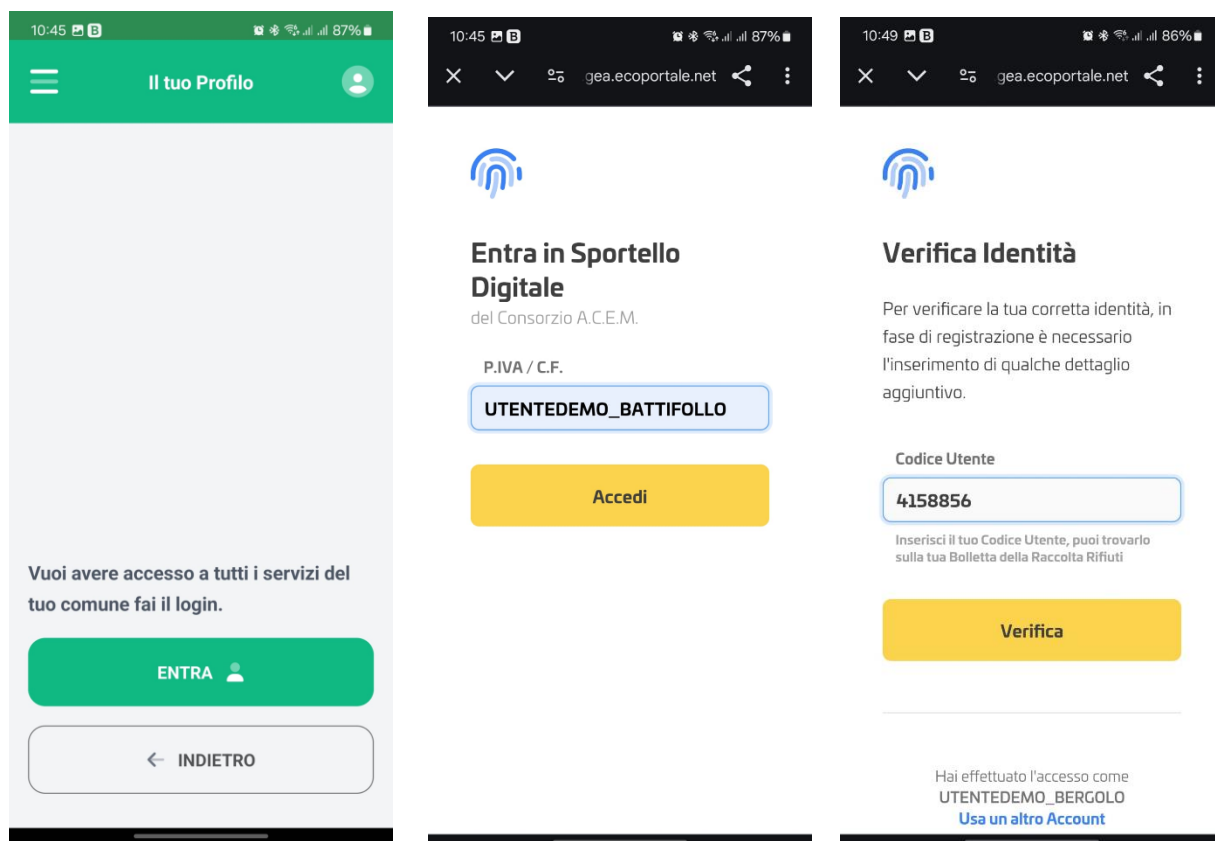 10:45 B 87%
Il tuo Profilo
Vuoi avere accesso a tutti i servizi del
tuo comune fai il login.
ENTRA
INDIETRO
10:45 B 87%
gea.ecoportale.net
Entra in Sportello
Digitale
del Consorzio A.C.E.M.
P.IVA / C.F.
UTENTEDEMO_BATTIFOLLO
Accedi
10:49 B 86%
gea.ecoportale.net
Verifica Identità
Per verificare la tua corretta identità, in
fase di registrazione è necessario
l'inserimento di qualche dettaglio
aggiuntivo.
Codice Utente
4158856
Inserisci il tuo Codice Utente, puoi trovarlo
sulla tua Bolletta della Raccolta Rifiuti
Verifica
Hai effettuato l'accesso come
UTENTEDEMO_BERGOLO
Usa un altro Account